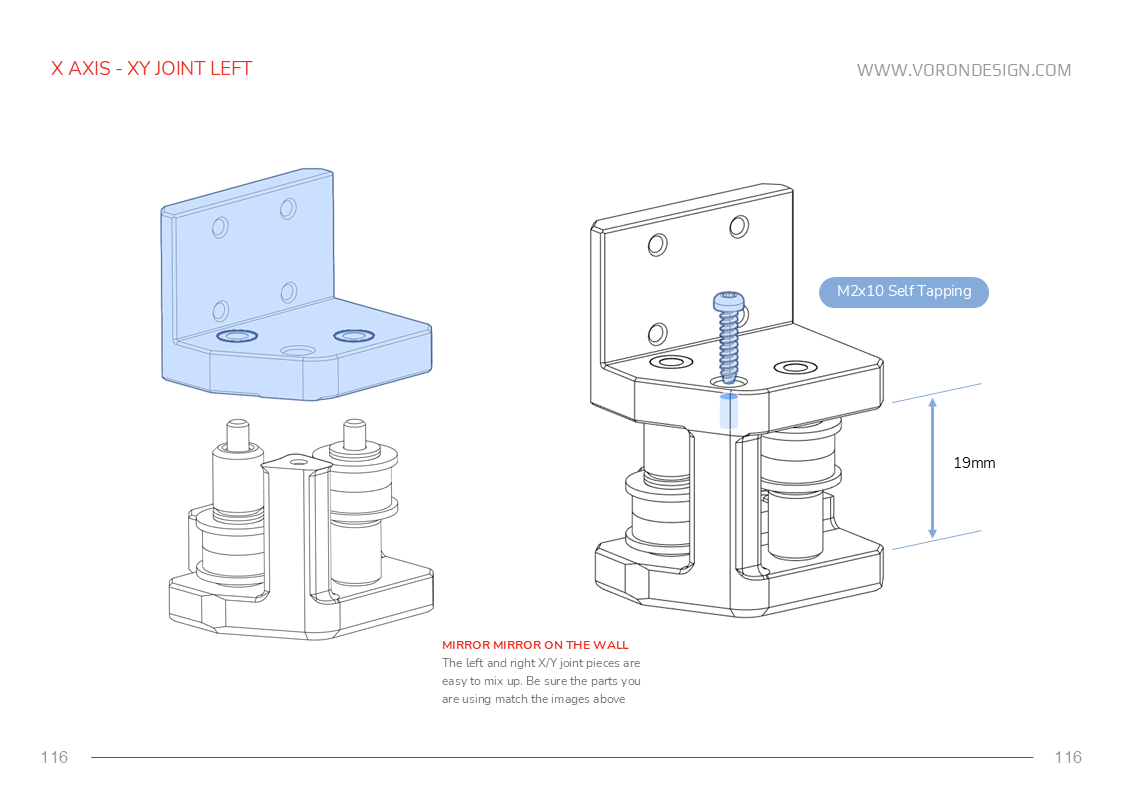 X AXIS - XY JOINT LEFT
WWW.VORONDESIGN.COM
M2x10 Self Tapping
19mm
MIRROR MIRROR ON THE WALL
The left and right X/Y joint pieces are
easy to mix up. Be sure the parts you
are using match the images above
116
116